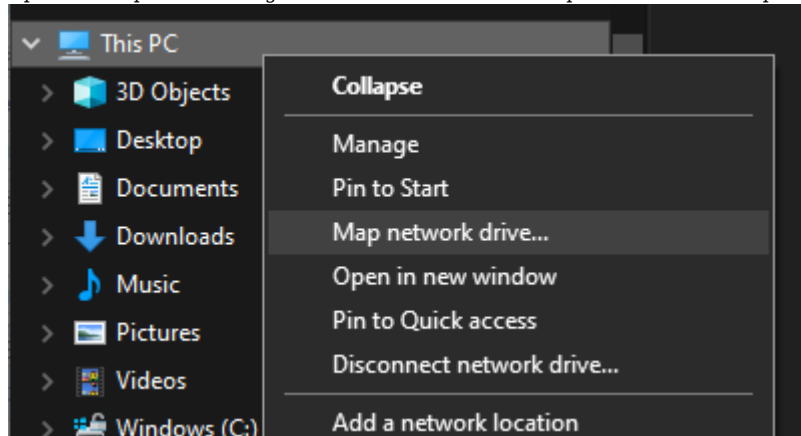 This PC
3D Objects
Desktop
Documents
Downloads
Music
Pictures
Videos
Windows (C:)
Collapse
Manage
Pin to Start
Map network drive...
Open in new window
Pin to Quick access
Disconnect network drive...
Add a network location